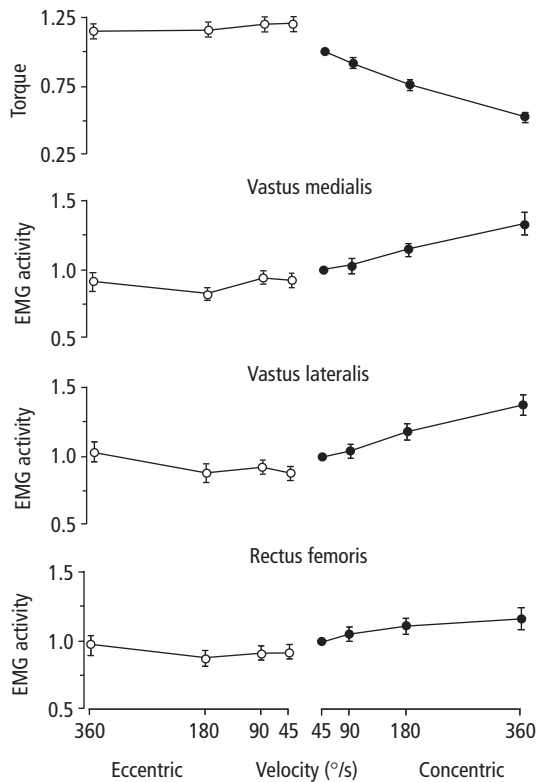 1.25
0.75
0.25
Torque
Vastus medialis
1.5
1.0
0.5
EMG activity
Vastus lateralis
1.5
1.0
0.5
EMG activity
Rectus femoris
1.5
1.0
0.5
EMG activity
360 180 90 45 45 90 180 360
Eccentric Velocity (°/s) Concentric